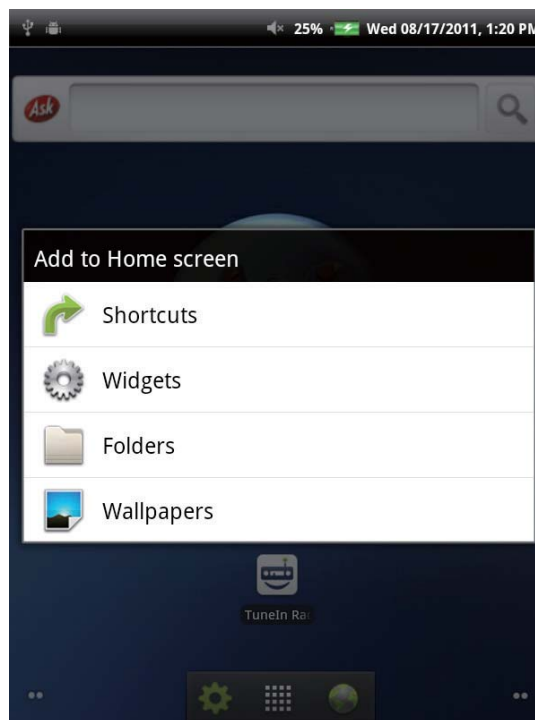 25% Wed 08/17/2011, 1:20 PM
Ask
Add to Home screen
Shortcuts
Widgets
Folders
Wallpapers
TuneIn Ra